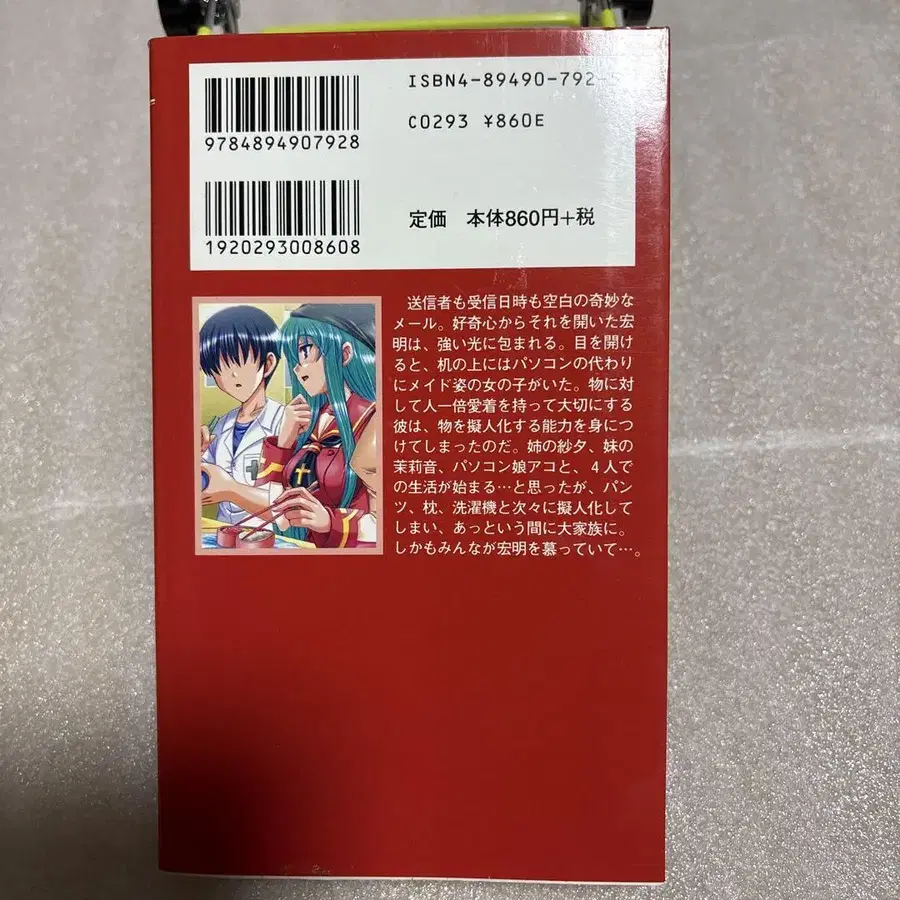 ISBN4-89490-792-5
C0293 ¥860E
9784894907928
定価 本体860円+税
1920293008608
送信者も受信日時も空白の奇妙な
メール。好奇心からそれを開いた宏
明は、強い光に包まれる。目を開け
ると、机の上にはパソコンの代わり
にメイド姿の女の子がいた。物に対
して人一倍愛着を持って大切にする
彼は、物を擬人化する能力を身につ
けてしまったのだ。姉の紗夕、妹の
茉莉音、パソコン娘アコと、4人で
の生活が始まる…と思ったが、パン
ツ、枕、洗濯機と次々に擬人化して
しまい、あっという間に大家族に。
しかもみんなが宏明を慕っていて…。